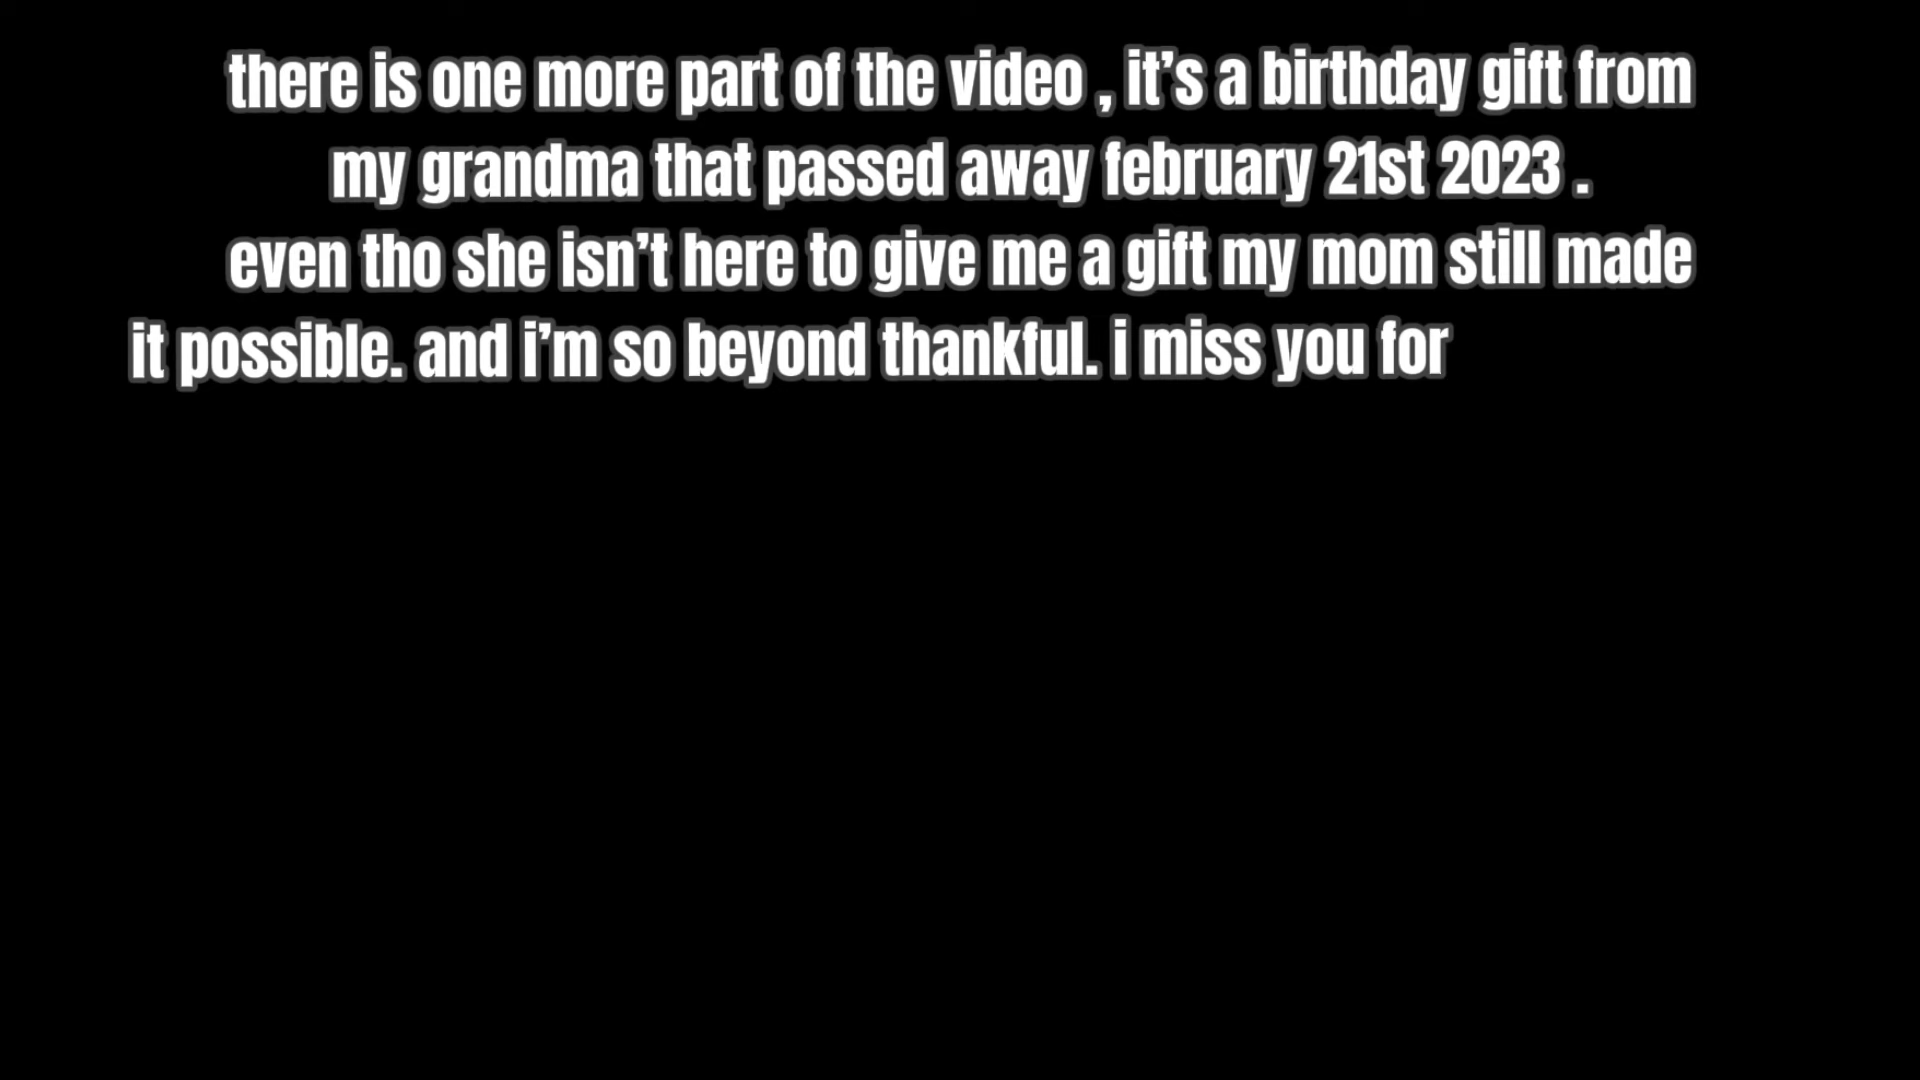 there is one more part of the video , it’s a birthday gift from
my grandma that passed away february 21st 2023 .
even tho she isn’t here to give me a gift my mom still made
it possible. and i’m so beyond thankful. i miss you for